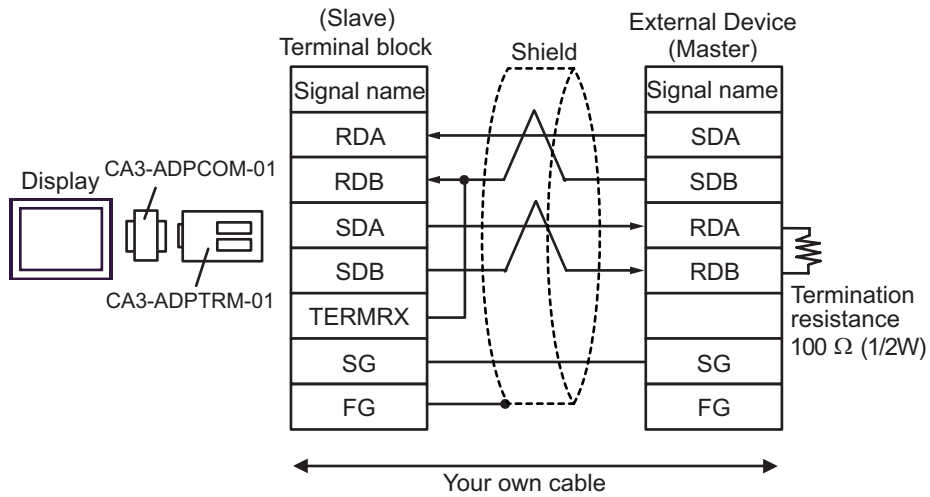 (Slave)
Terminal block
Shield
External Device
(Master)
Signal name
RDA
RDB
SDA
SDB
TERMRX
SG
FG
Signal name
SDA
SDB
RDA
RDB
SG
FG
Display
CA3-ADPCOM-01
CA3-ADPTRM-01
Termination
resistance
100 Ω (1/2W)
Your own cable